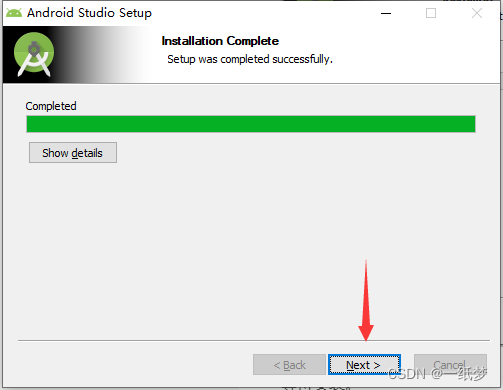 Android Studio Setup
Installation Complete
Setup was completed successfully.
Completed
Show details
< Back
Next >
Cancel
CSDN @一纸梦